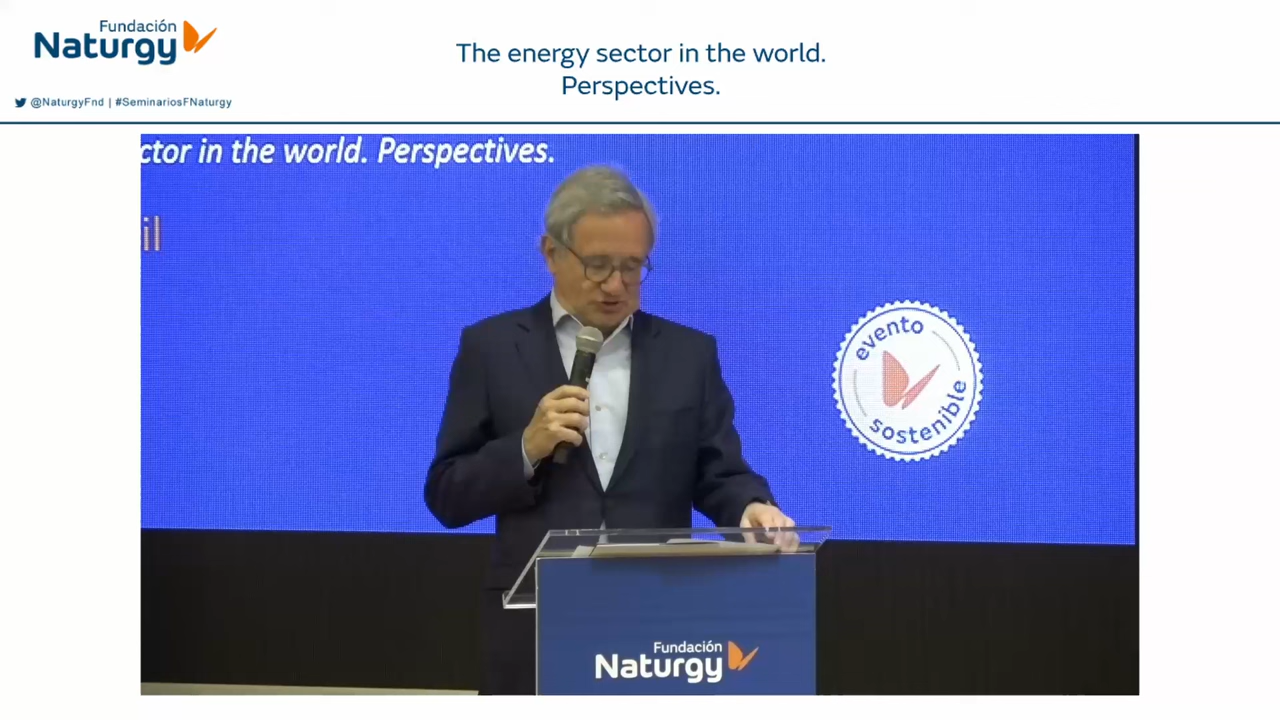 Fundación
Naturgy
@NaturgyFnd | #SeminariosFNaturgy
The energy sector in the world.
Perspectives.
ctor in the world. Perspectives.
il
evento
sostenible
Fundación
Naturgy